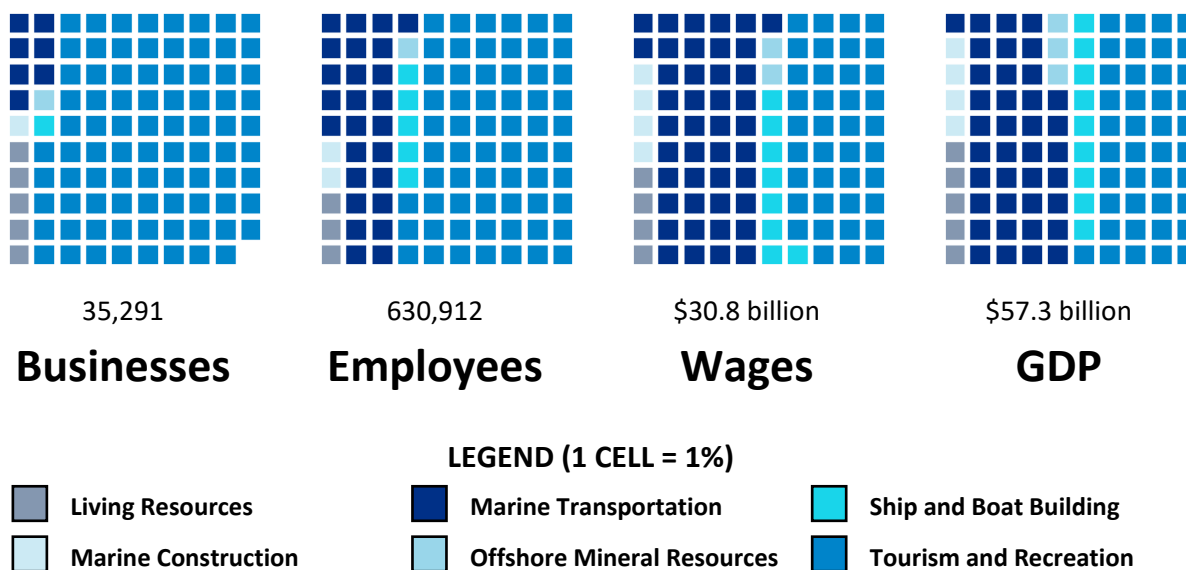 35,291
630,912
$30.8 billion
$57.3 billion
Businesses
Employees
Wages
GDP
LEGEND (1 CELL = 1%)
Living Resources
Marine Transportation
Ship and Boat Building
Marine Construction
Offshore Mineral Resources
Tourism and Recreation